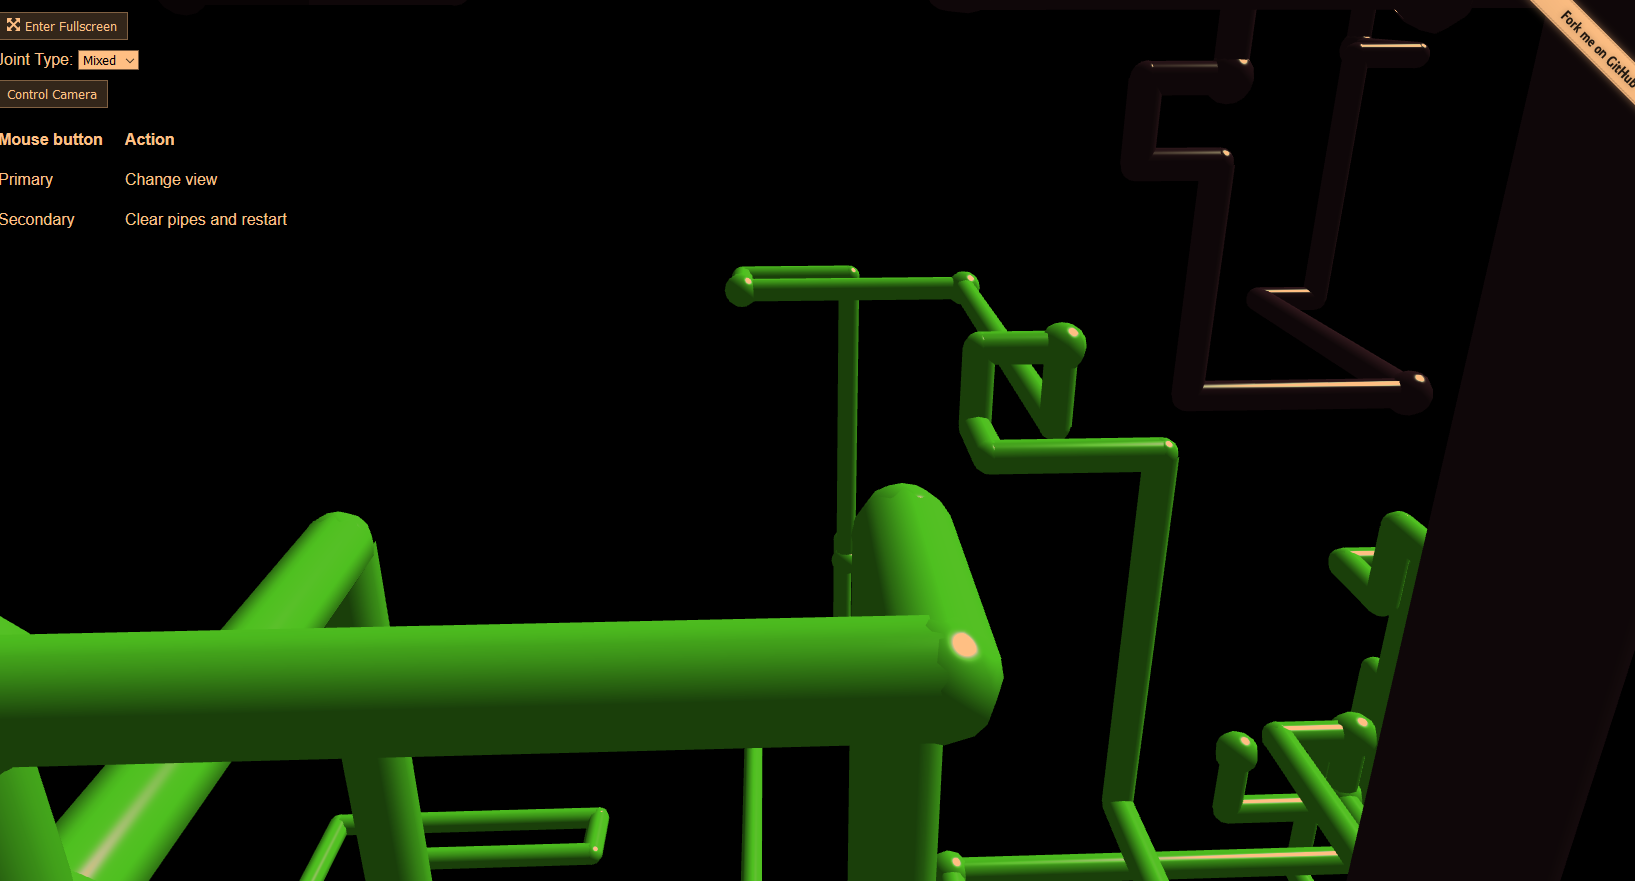 Enter Fullscreen
Joint Type: Mixed
Control Camera
Mouse button Action
Primary Change view
Secondary Clear pipes and restart
Fork me on GitHub